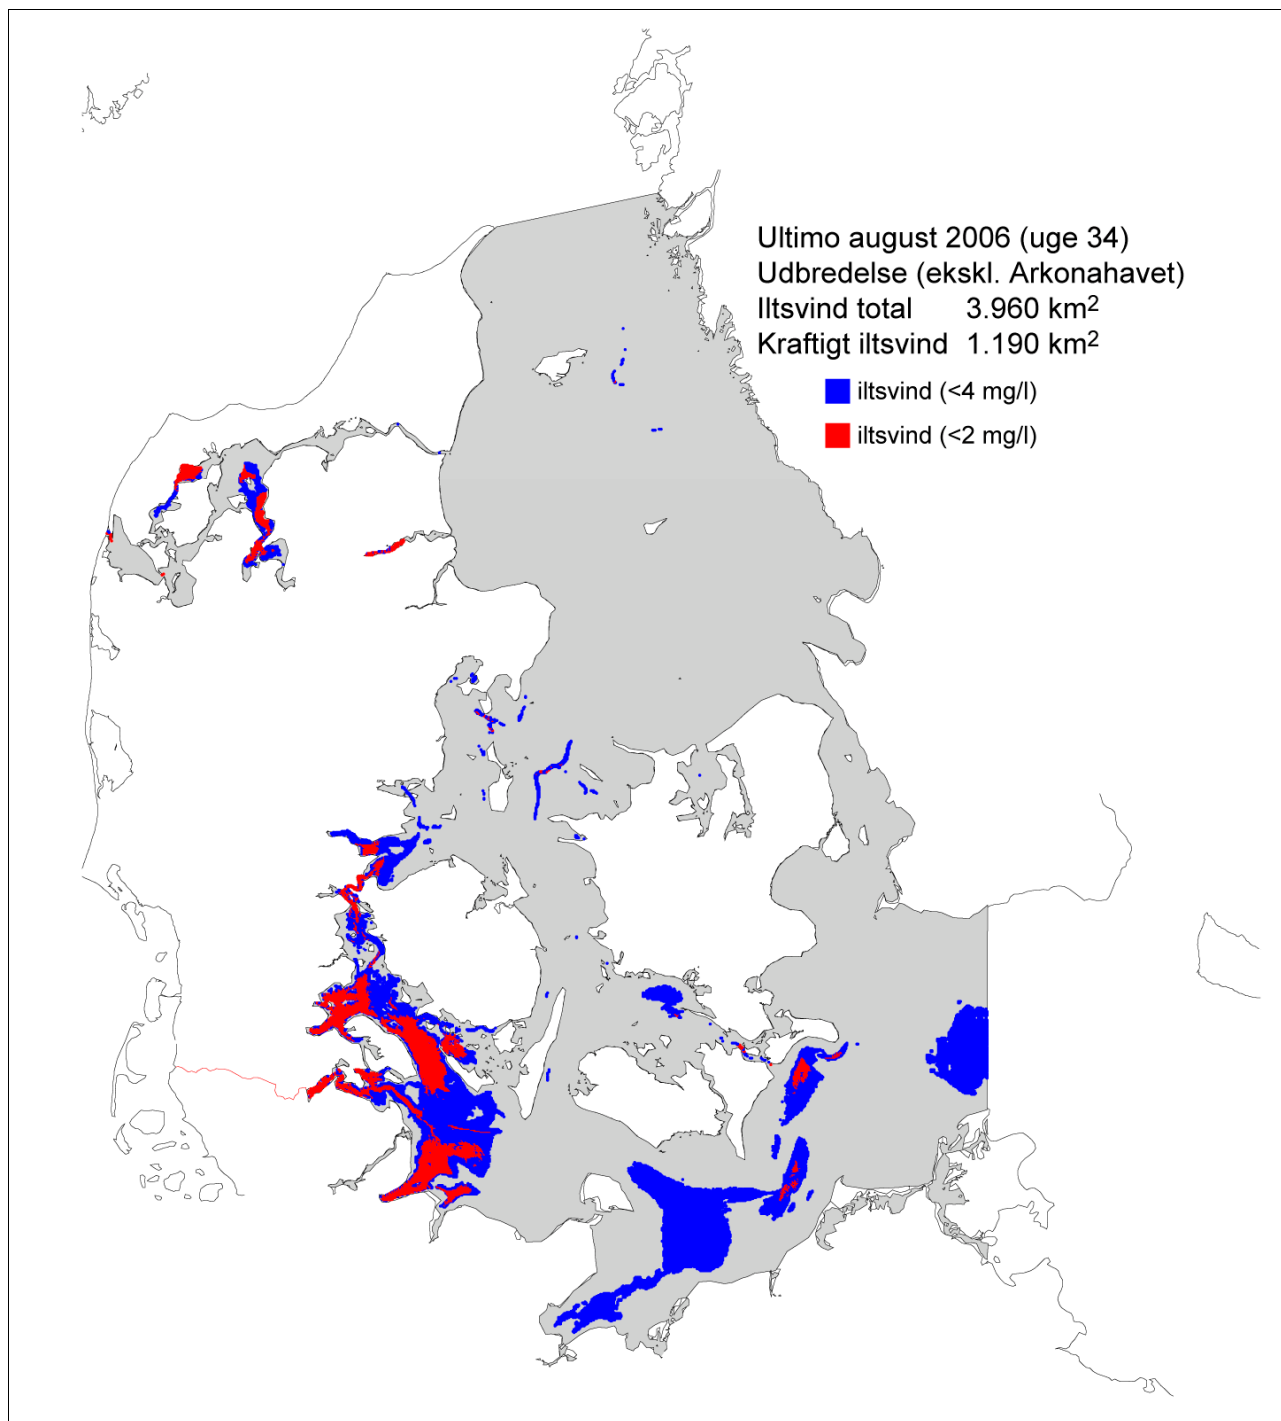 Ultimo august 2006 (uge 34)
Udbredelse (ekskl. Arkonahavet)
Iltsvind total 3.960 km²
Kraftigt iltsvind 1.190 km²
iltsvind (<4 mg/l)
iltsvind (<2 mg/l)